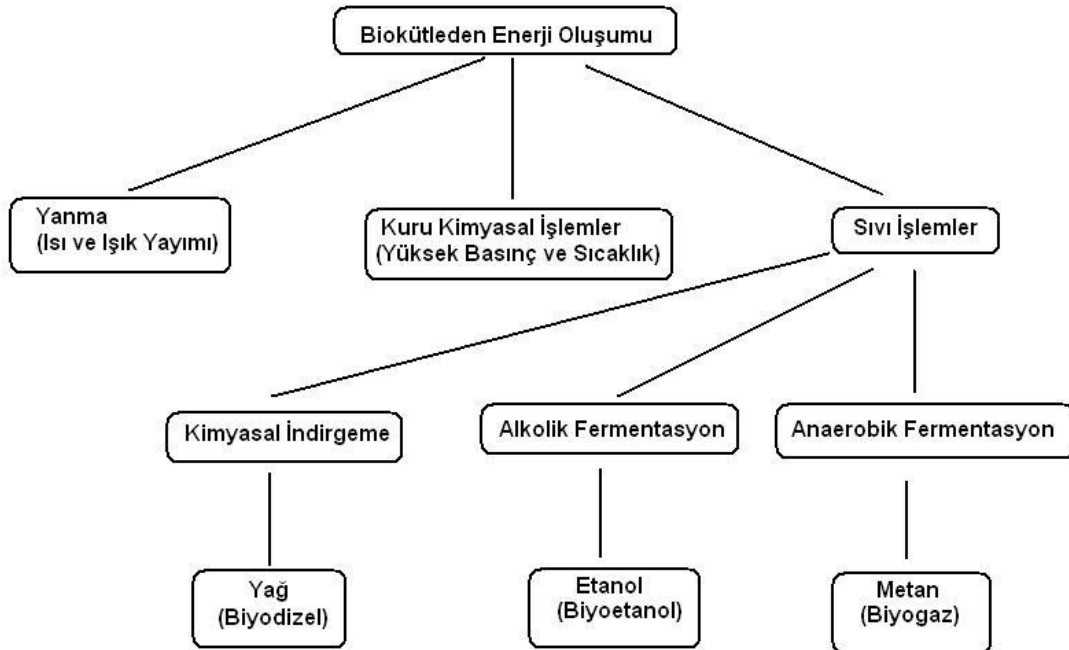 Biokütleden Enerji Oluşumu
Yanma
(Isı ve Işık Yayımı)
Kuru Kimyasal İşlemler
(Yüksek Basınç ve Sıcaklık)
Sıvı İşlemler
Kimyasal İndirgeme
Alkolik Fermentasyon
Anaerobik Fermentasyon
Yağ
(Biyodizel)
Etanol
(Biyoetanol)
Metan
(Biyogaz)